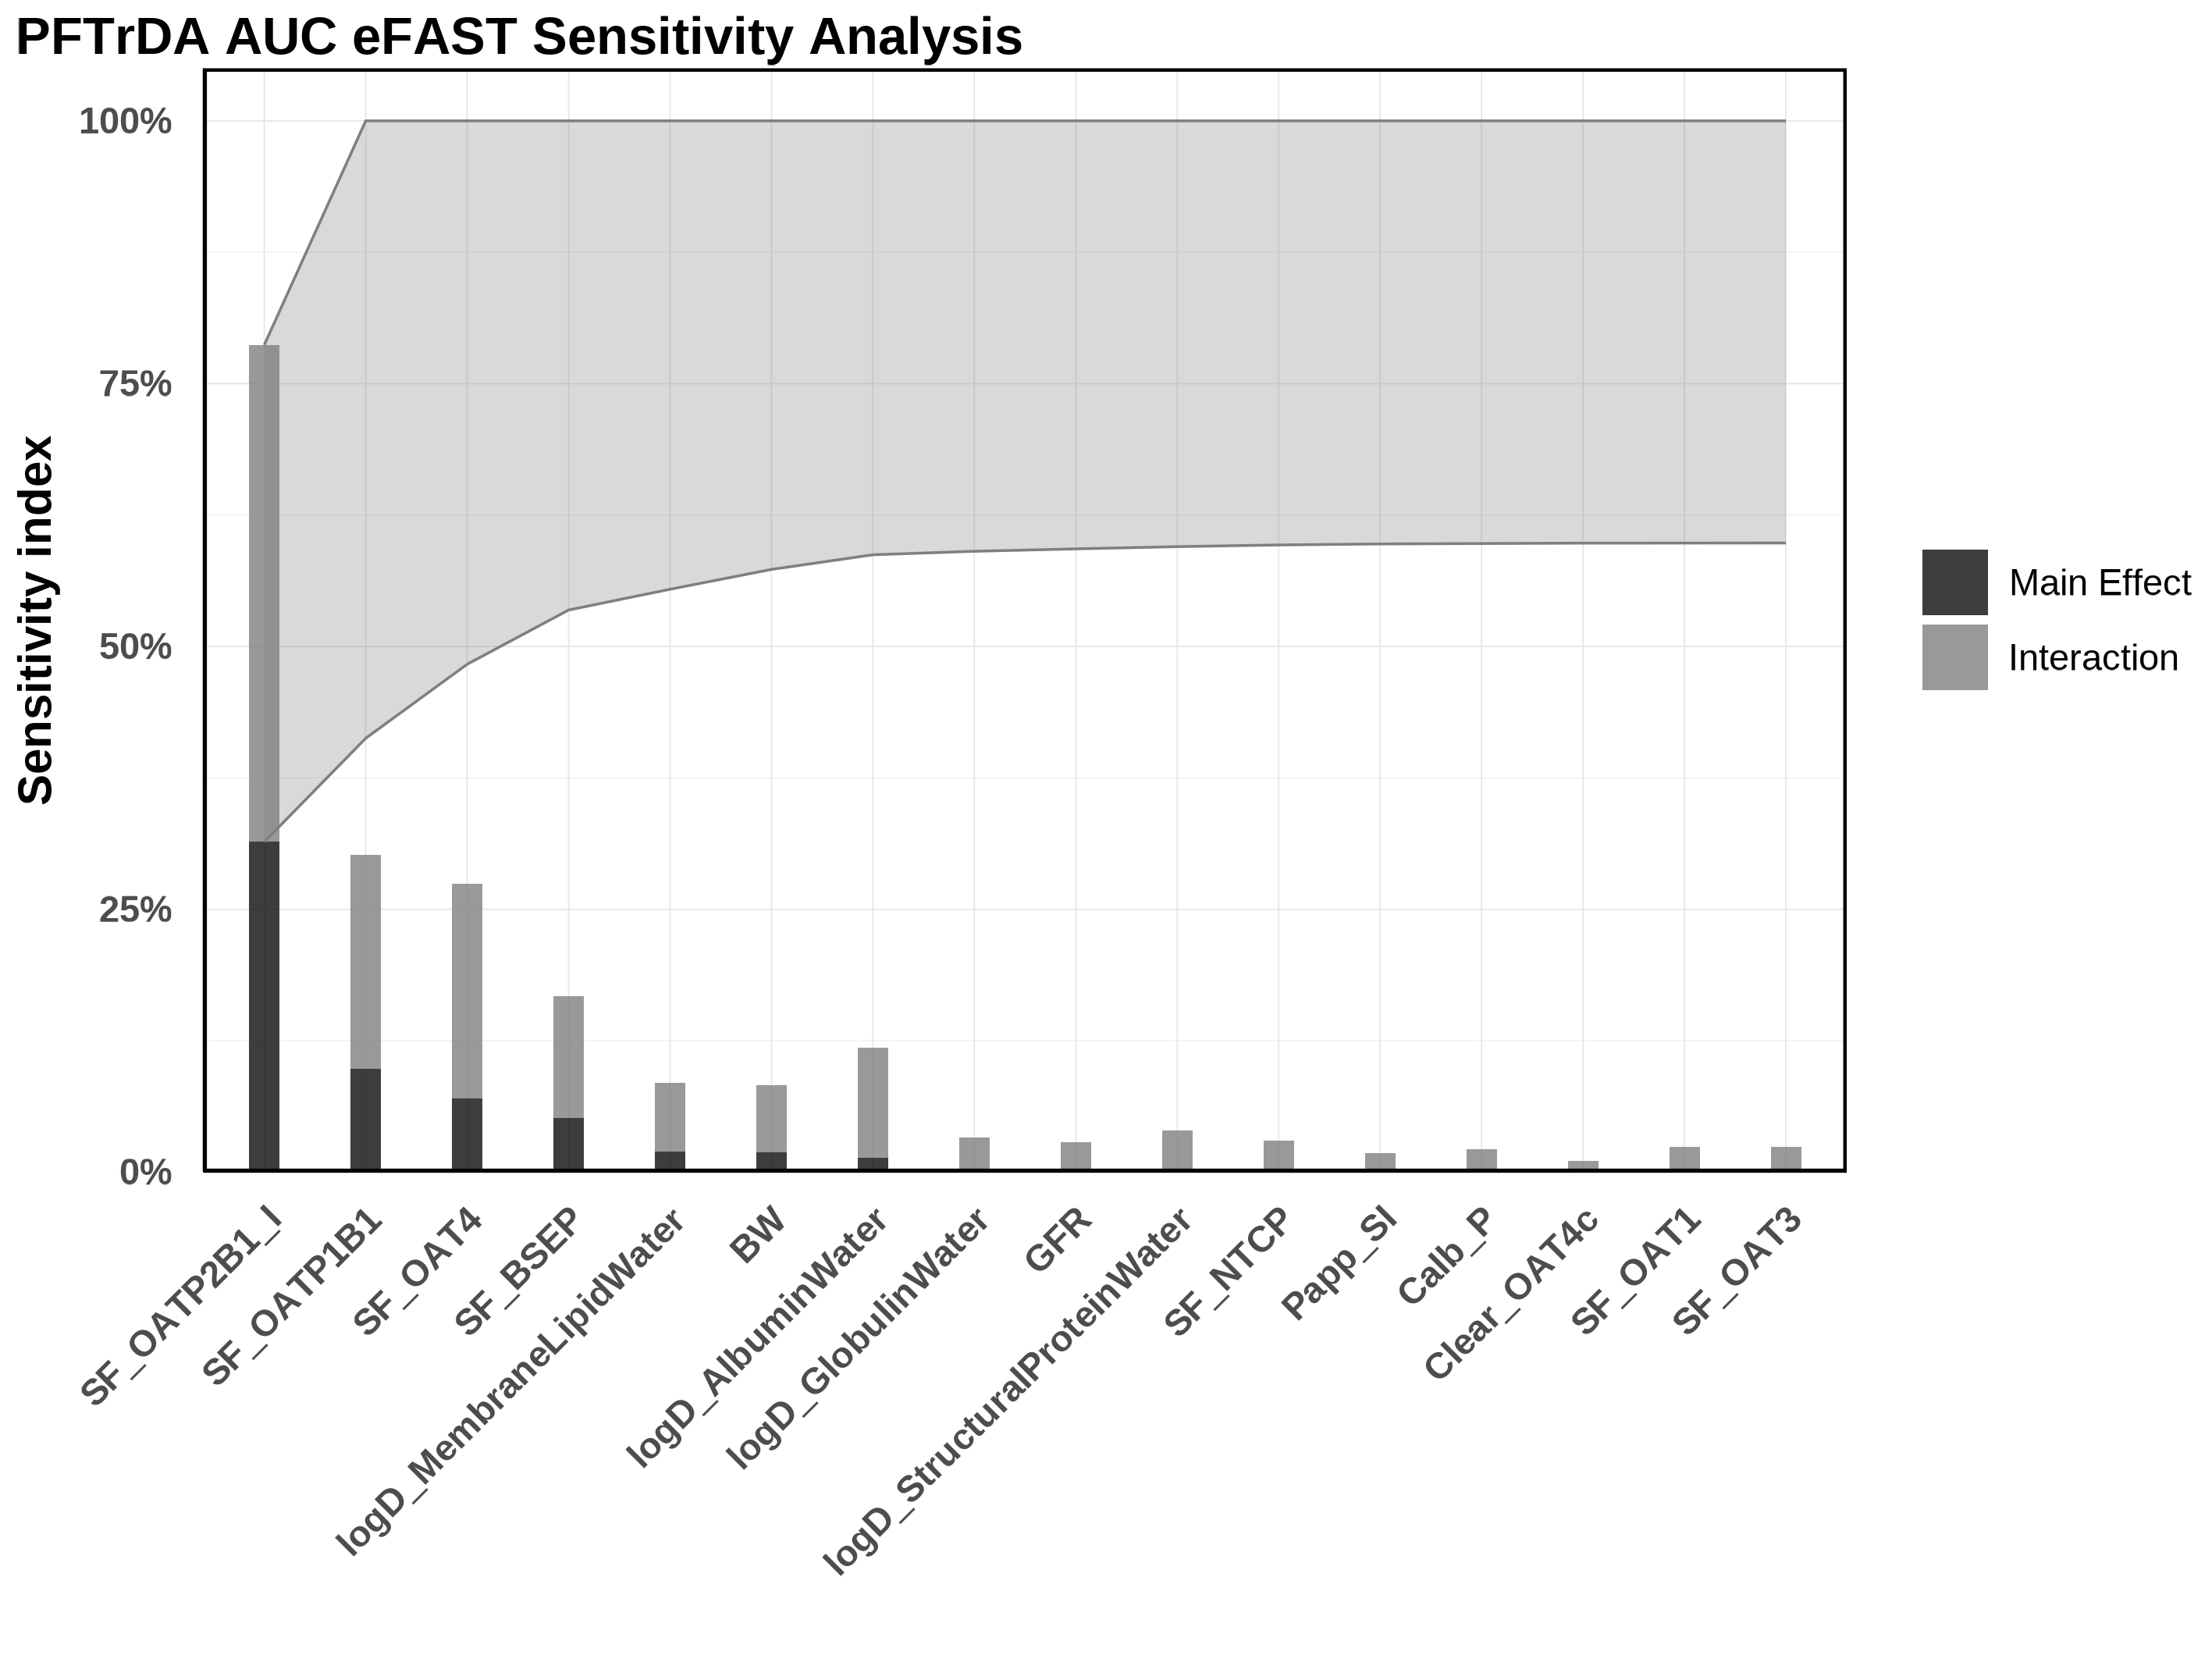 PFTrDA AUC eFAST Sensitivity Analysis
Sensitivity index
100%
75%
50%
25%
0%
SF_OATP2B1_I
SF_OATP1B1
SF_OAT4
SF_BSEP
logD_MembraneLipidWater
BW
logD_AlbuminWater
logD_GlobulinWater
GFR
logD_StructuralProteinWater
SF_NTCP
Papp_SI
Calb_P
Clear_OAT4c
SF_OAT1
SF_OAT3
Main Effect
Interaction